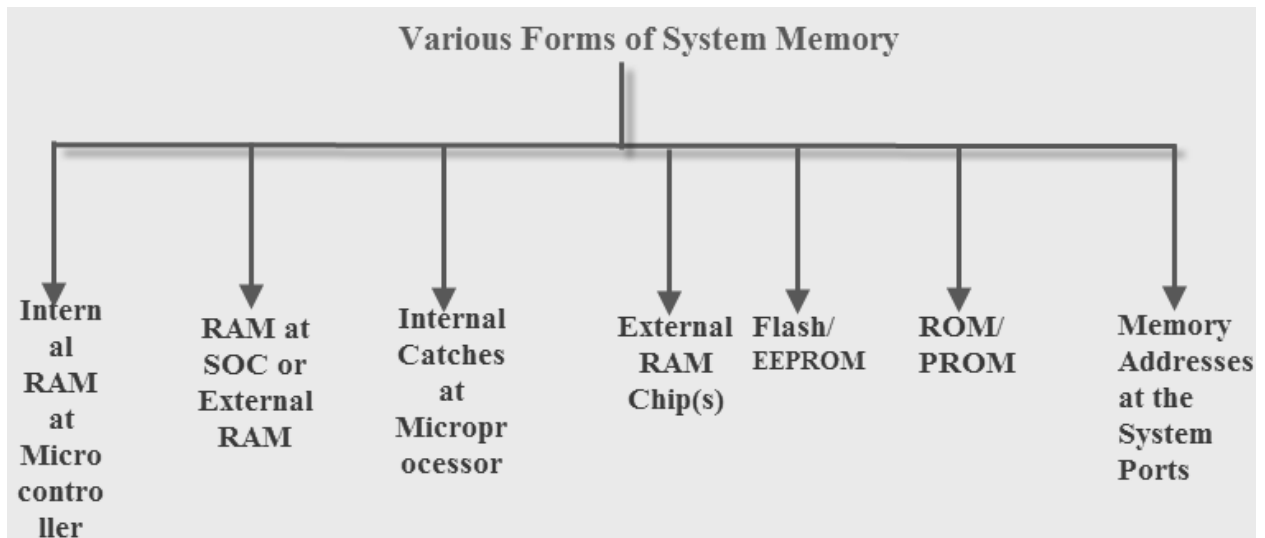 Various Forms of System Memory
Intern
al
RAM
at
Micro
contro
ller
RAM at
SOC or
External
RAM
Internal
Catches
at
Micropr
ocessor
External
RAM
Chip(s)
Flash/
EEPROM
ROM/
PROM
Memory
Addresses
at the
System
Ports